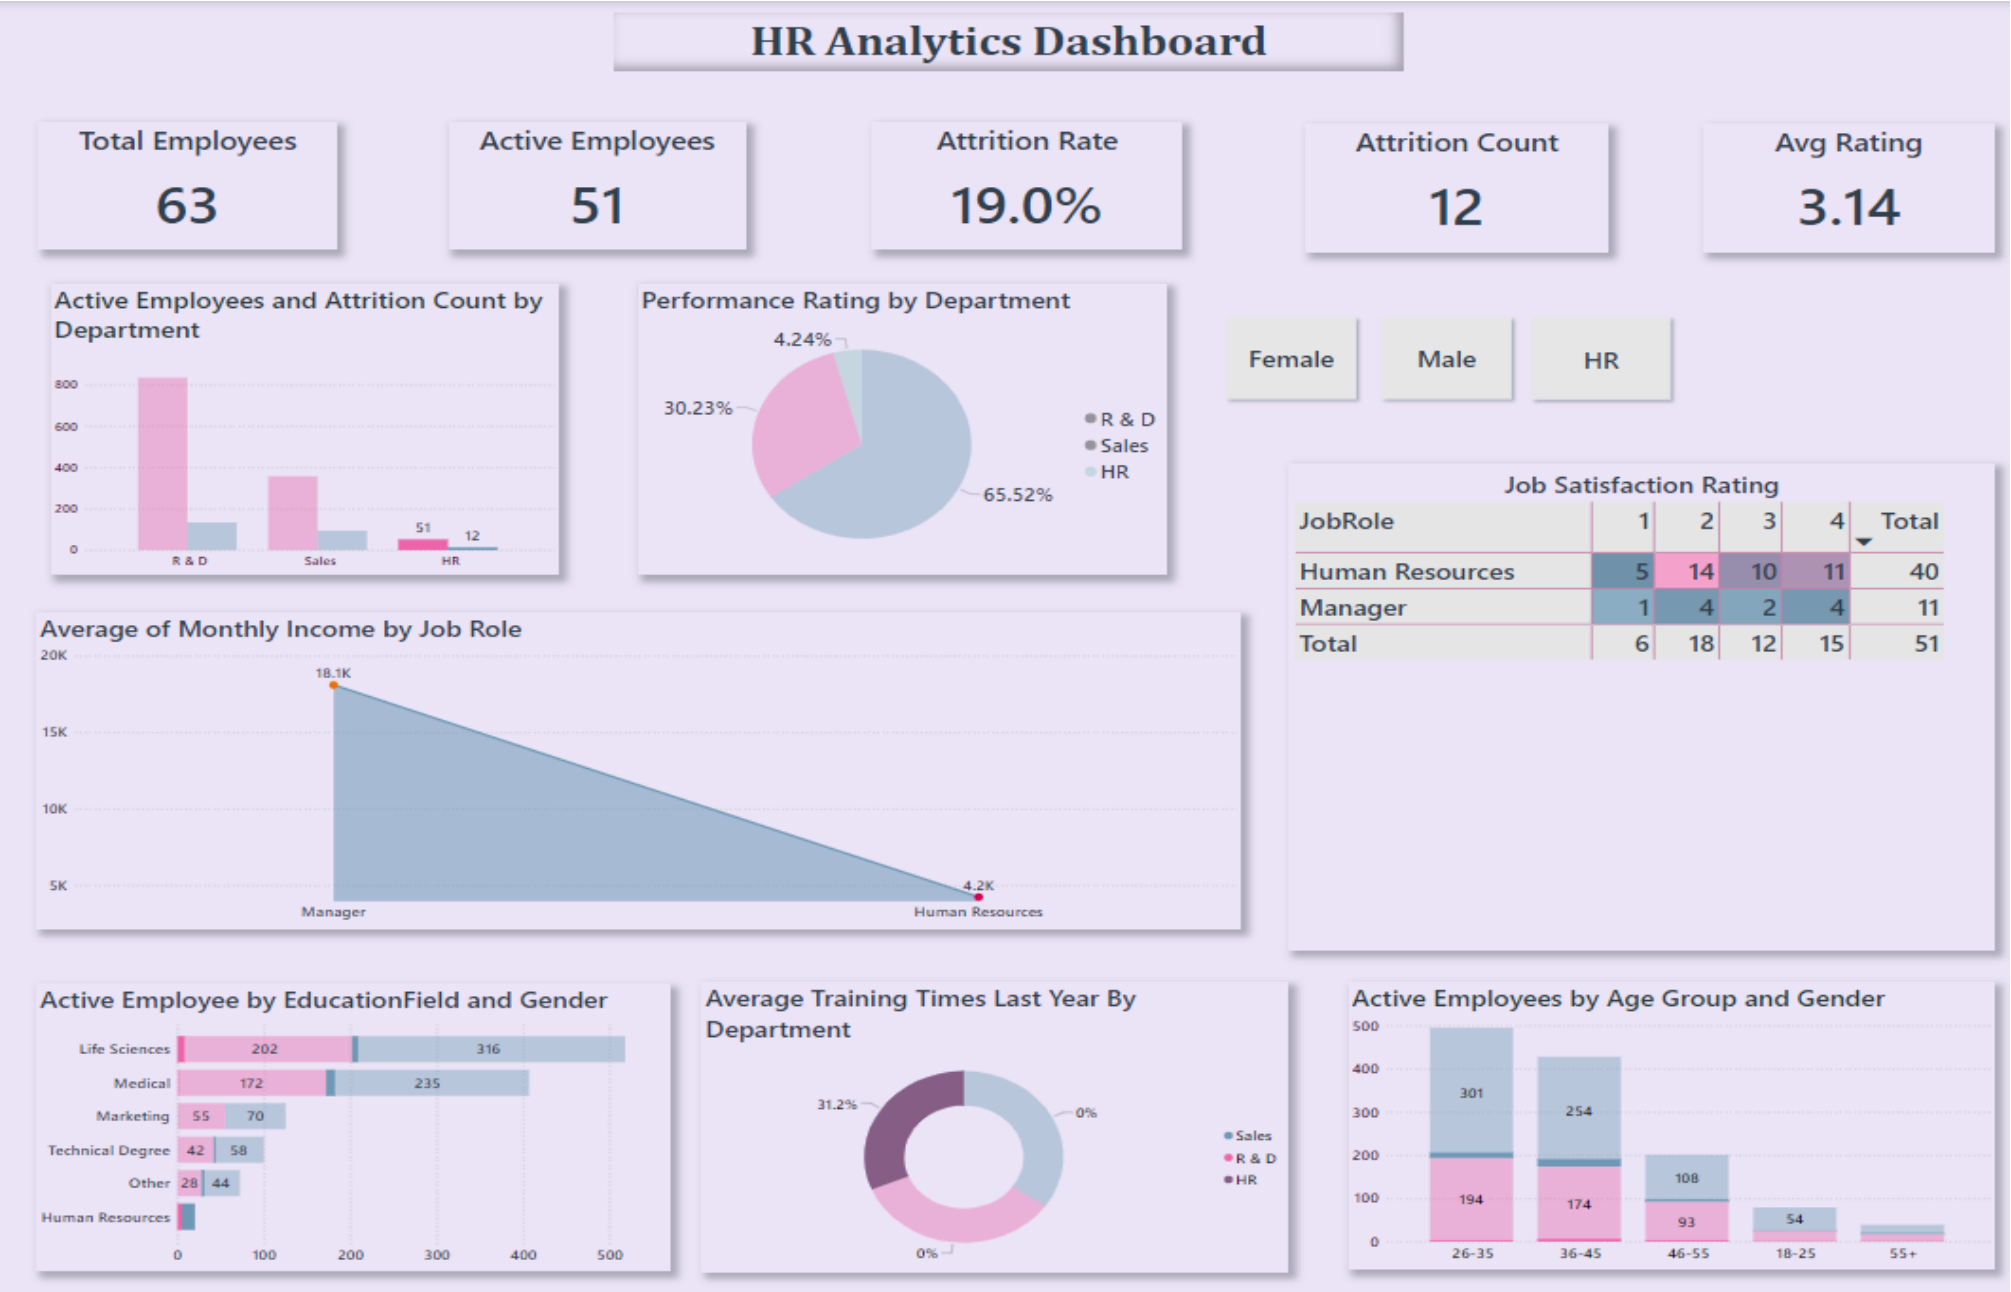 HR Analytics Dashboard
Total Employees
63
Active Employees
51
Attrition Rate
19.0%
Attrition Count
12
Avg Rating
3.14
Active Employees and Attrition Count by
Department
800
600
400
200
0
51
12
R & D
Sales
HR
Performance Rating by Department
4.24%
30.23%
65.52%
R & D
Sales
HR
Female
Male
HR
Job Satisfaction Rating
JobRole 1 2 3 4 Total
Human Resources 5 14 10 11 40
Manager 1 4 2 4 11
Total 6 18 12 15 51
Average of Monthly Income by Job Role
20K
15K
10K
5K
18.1K
4.2K
Manager
Human Resources
Active Employee by EducationField and Gender
Life Sciences 202 316
Medical 172 235
Marketing 55 70
Technical Degree 42 58
Other 28 44
Human Resources
0 100 200 300 400 500
Average Training Times Last Year By
Department
31.2%
0%
0%
Sales
R & D
HR
Active Employees by Age Group and Gender
500
400
300
200
100
0
301
194
254
174
108
93
54
26-35
36-45
46-55
18-25
55+